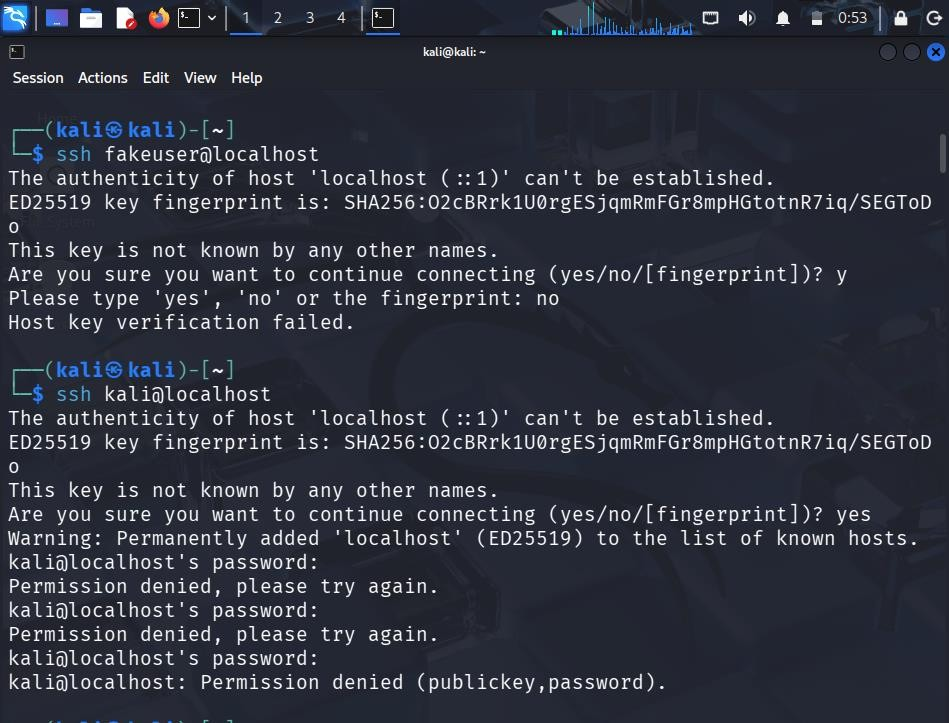 1 2 3 4 0:53
kali@kali: ~
Session Actions Edit View Help
┌──(kali㉿kali)-[~]
└─$ ssh fakeuser@localhost
The authenticity of host 'localhost (::1)' can't be established.
ED25519 key fingerprint is: SHA256:O2cBRrk1U0rgESjqmRmFGr8mpHGtotnR7iq/SEGToD
o
This key is not known by any other names.
Are you sure you want to continue connecting (yes/no/[fingerprint])? y
Please type 'yes', 'no' or the fingerprint: no
Host key verification failed.
┌──(kali㉿kali)-[~]
└─$ ssh kali@localhost
The authenticity of host 'localhost (::1)' can't be established.
ED25519 key fingerprint is: SHA256:O2cBRrk1U0rgESjqmRmFGr8mpHGtotnR7iq/SEGToD
o
This key is not known by any other names.
Are you sure you want to continue connecting (yes/no/[fingerprint])? yes
Warning: Permanently added 'localhost' (ED25519) to the list of known hosts.
kali@localhost's password:
Permission denied, please try again.
kali@localhost's password:
Permission denied, please try again.
kali@localhost's password:
kali@localhost: Permission denied (publickey,password).